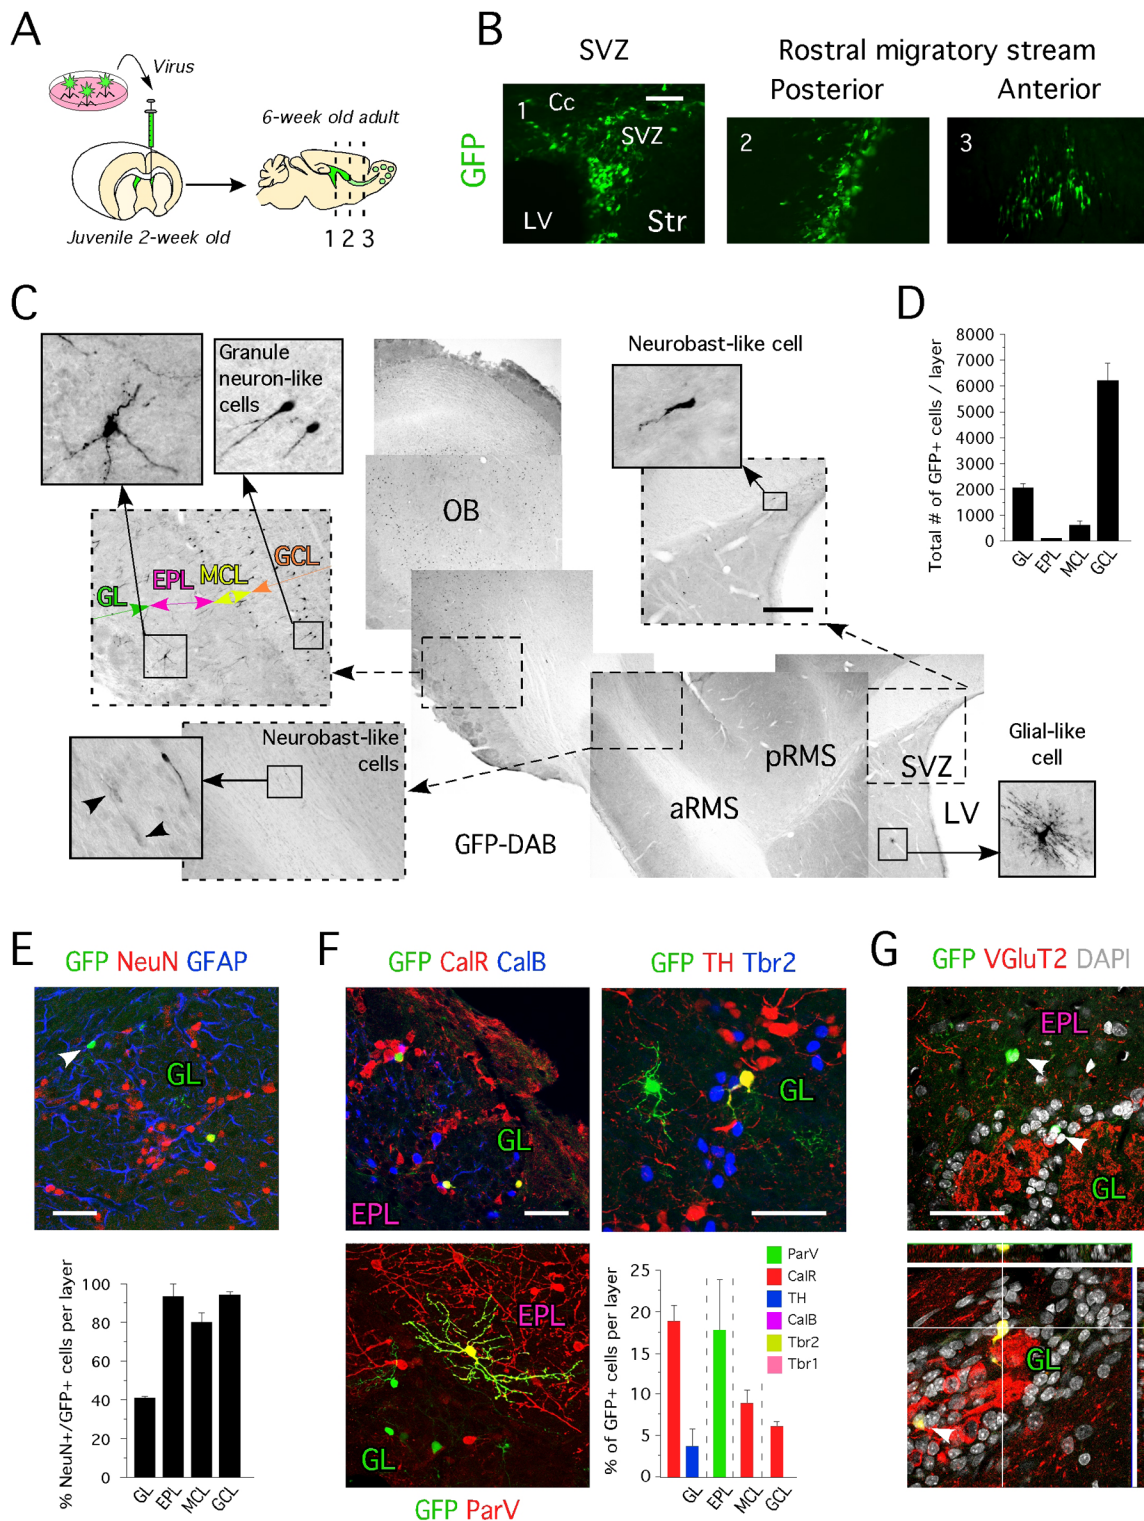 A
Virus
6-week old adult
Juvenile 2-week old
1 2 3
B
SVZ
Rostral migratory stream
Posterior
Anterior
GFP
1
Cc
SVZ
LV
Str
2
3
C
Granule
neuron-like
cells
Neurobast-like cell
OB
GL
EPL
MCL
GCL
Neurobast-like
cells
GFP-DAB
aRMS
pRMS
SVZ
LV
Glial-like
cell
D
Total # of GFP+ cells / layer
8000
7000
6000
5000
4000
3000
2000
1000
0
GL
EPL
MCL
GCL
E
GFP NeuN GFAP
GL
% NeuN+/GFP+ cells per layer
100
80
60
40
20
0
GL
EPL
MCL
GCL
F
GFP CalR CalB
GL
EPL
GFP TH Tbr2
GL
EPL
GL
GFP ParV
% of GFP+ cells per layer
25
20
15
10
5
0
ParV
CalR
TH
CalB
Tbr2
Tbr1
GL
EPL
MCL
GCL
G
GFP VGluT2 DAPI
EPL
GL
GL